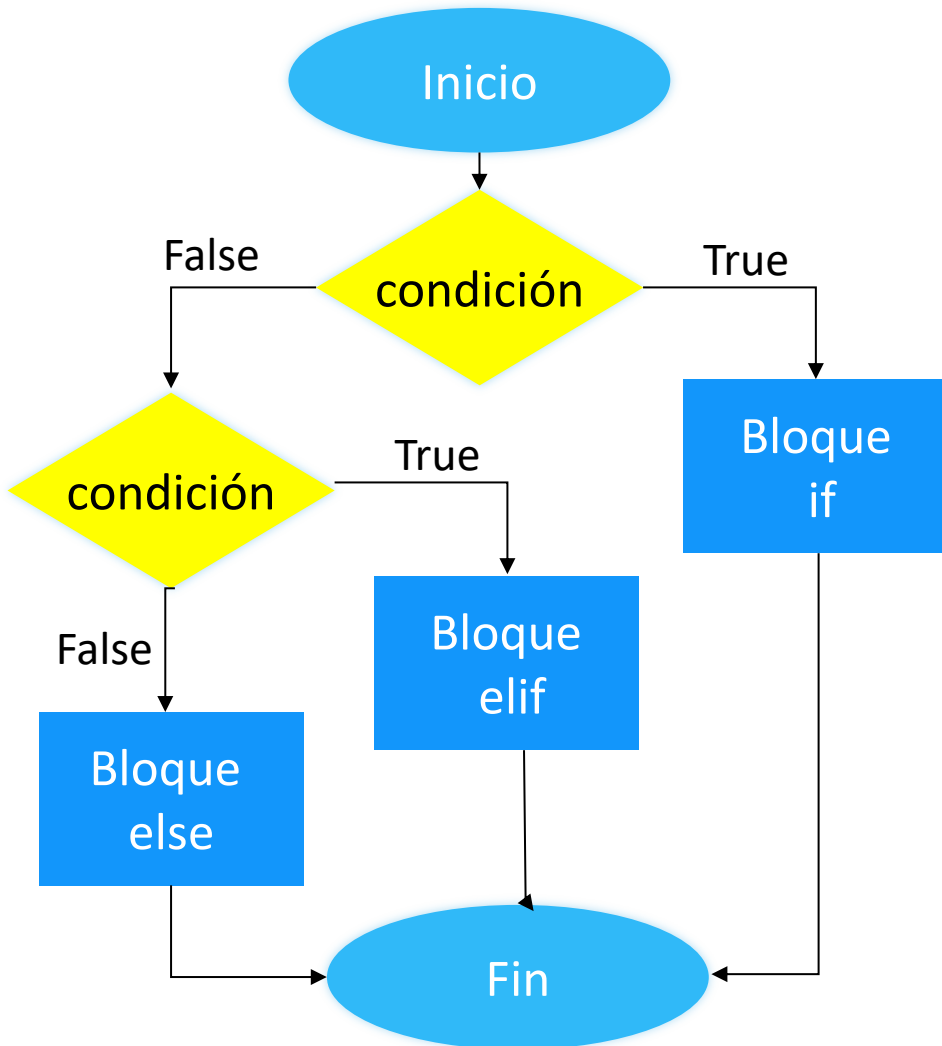 Inicio
False
True
condición
Bloque
if
True
condición
Bloque
elif
False
Bloque
else
Fin